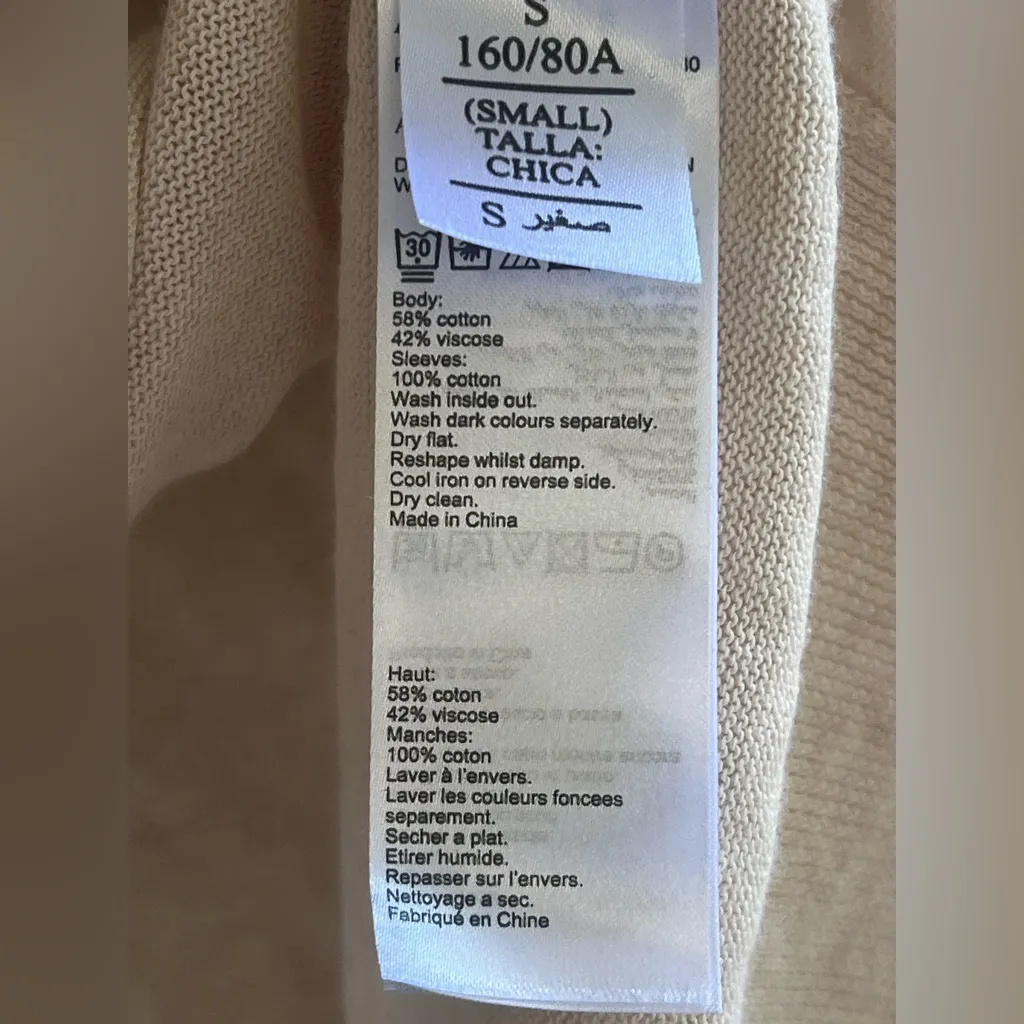 S
160/80A
(SMALL)
TALLA:
CHICA
S صغير
30
Body:
58% cotton
42% viscose
Sleeves:
100% cotton
Wash inside out.
Wash dark colours separately.
Dry flat.
Reshape whilst damp.
Cool iron on reverse side.
Dry clean.
Made in China
Haut:
58% coton
42% viscose
Manches:
100% coton
Laver à l'envers.
Laver les couleurs foncees
separement.
Secher a plat.
Etirer humide.
Repasser sur l'envers.
Nettoyage a sec.
Fabriqué en Chine